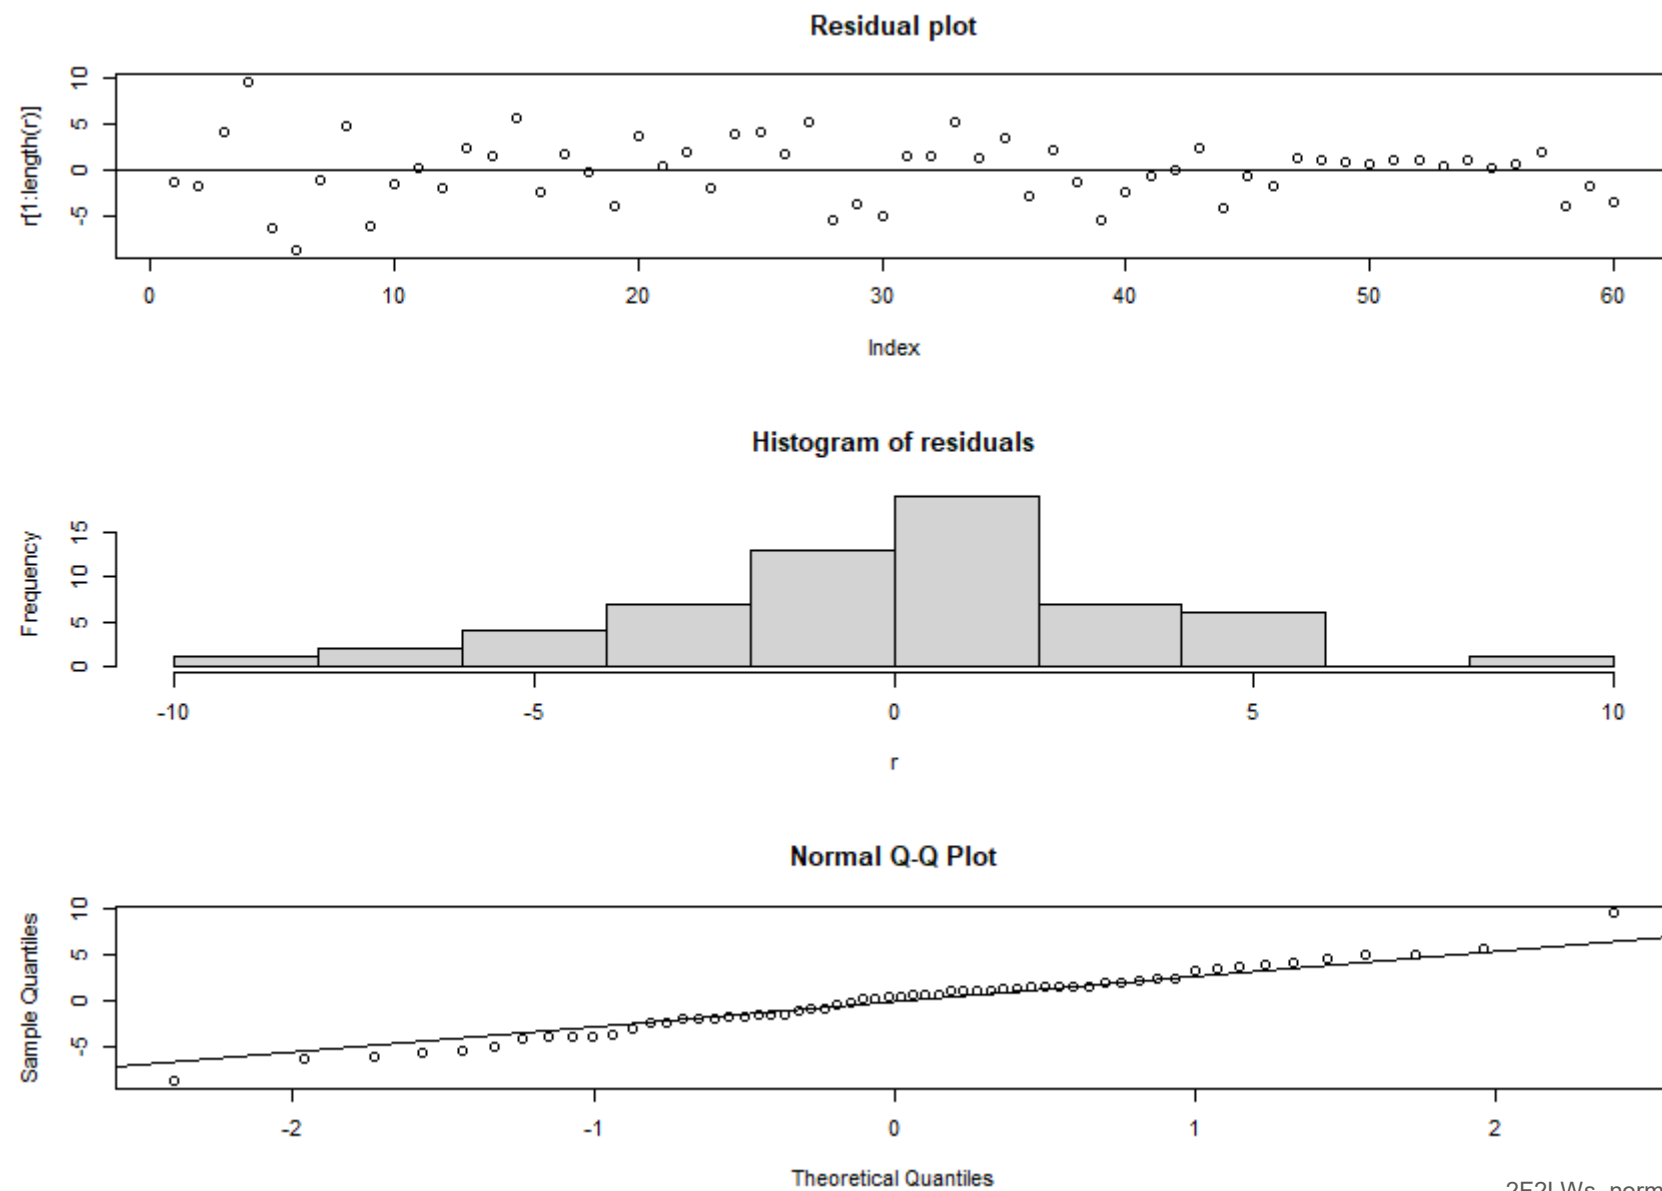 Residual plot
r[1:length(r)]
10
5
0
-5
0 10 20 30 40 50 60
Index
Histogram of residuals
Frequency
15
10
5
0
-10 -5 0 5 10
r
Normal Q-Q Plot
Sample Quantiles
10
5
0
-5
-2 -1 0 1 2
Theoretical Quantiles